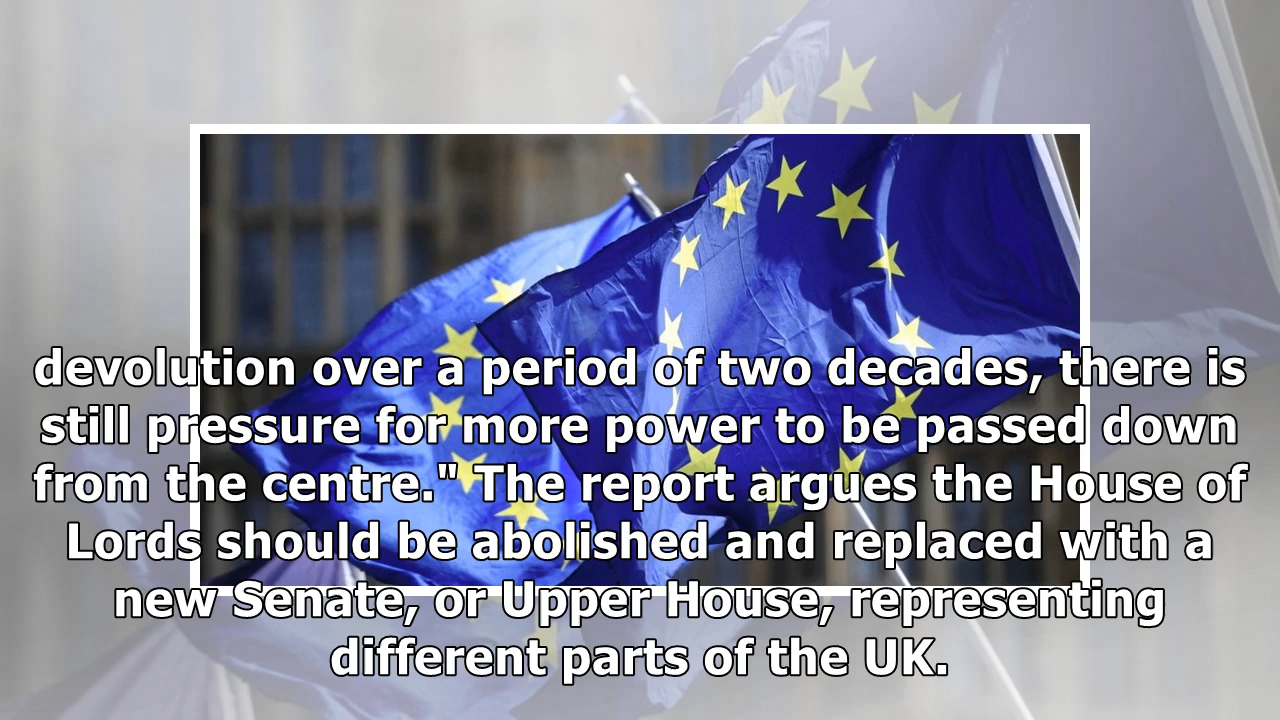 devolution over a period of two decades, there is
still pressure for more power to be passed down
from the centre." The report argues the House of
Lords should be abolished and replaced with a
new Senate, or Upper House, representing
different parts of the UK.